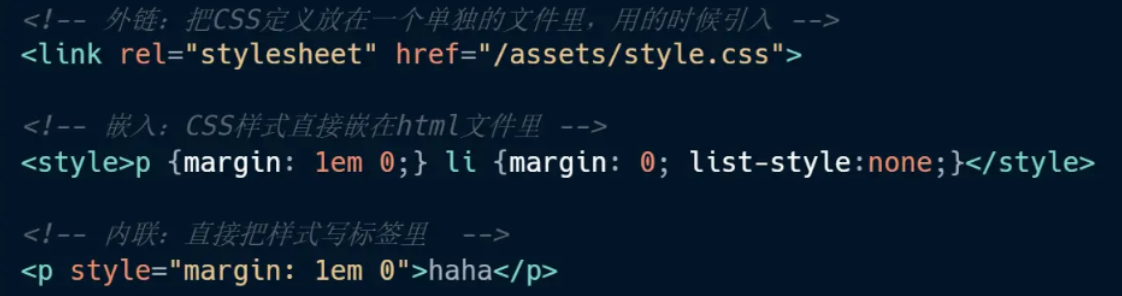 <!-- 外链：把CSS定义放在一个单独的文件里，用的时候引入 -->
<link rel="stylesheet" href="/assets/style.css">
<!-- 嵌入：CSS样式直接嵌在html文件里 -->
<style>p {margin: 1em 0;} li {margin: 0; list-style:none;}</style>
<!-- 内联：直接把样式写标签里  -->
<p style="margin: 1em 0">haha</p>